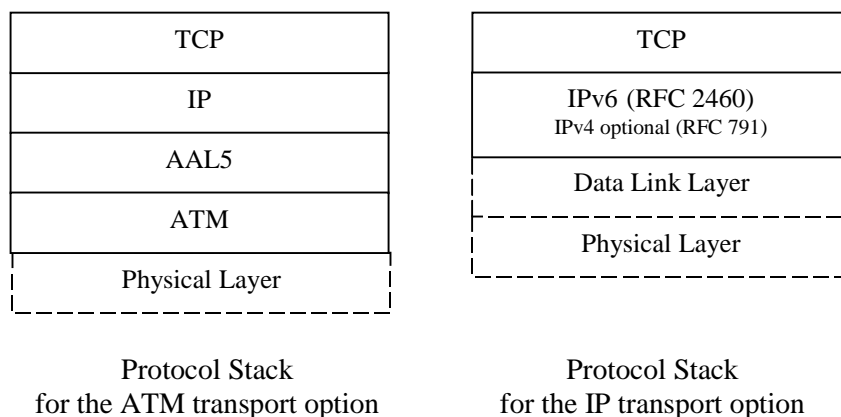 TCP
IP
AAL5
ATM
Physical Layer
Protocol Stack
for the ATM transport option
TCP
IPv6 (RFC 2460)
IPv4 optional (RFC 791)
Data Link Layer
Physical Layer
Protocol Stack
for the IP transport option